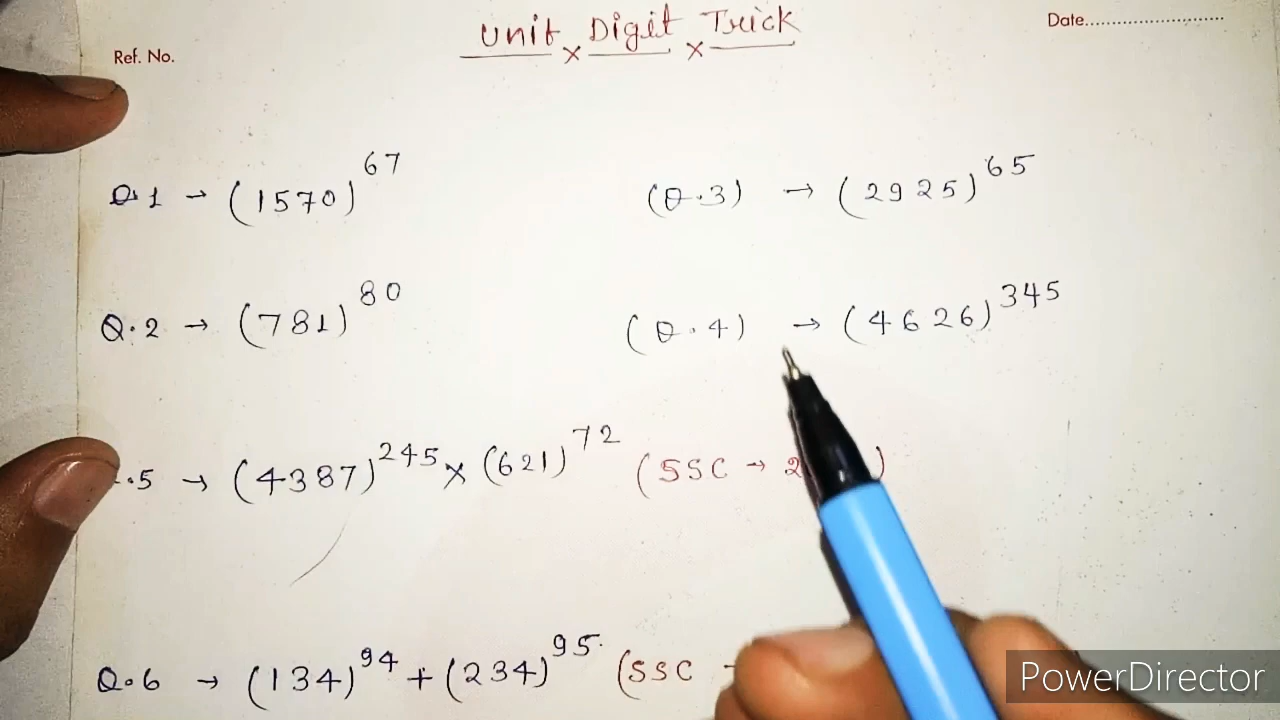 Unit Digit Trick
Date
Ref. No.
Q.1 → (1570)^67
(Q.3) → (2925)^65
Q.2 → (781)^80
(Q.4) → (4626)^345
.5 → (4387)^245 × (621)^72 (SSC → 2 )
Q.6 → (134)^94 + (234)^95 (SSC →
PowerDirector